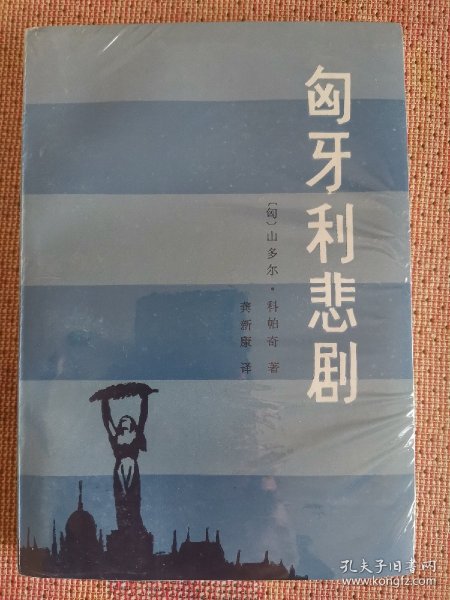 匈牙利悲剧
〔匈〕山多尔·科帕奇 著
龚新康 译
孔夫子旧书网
www.kongfz.com